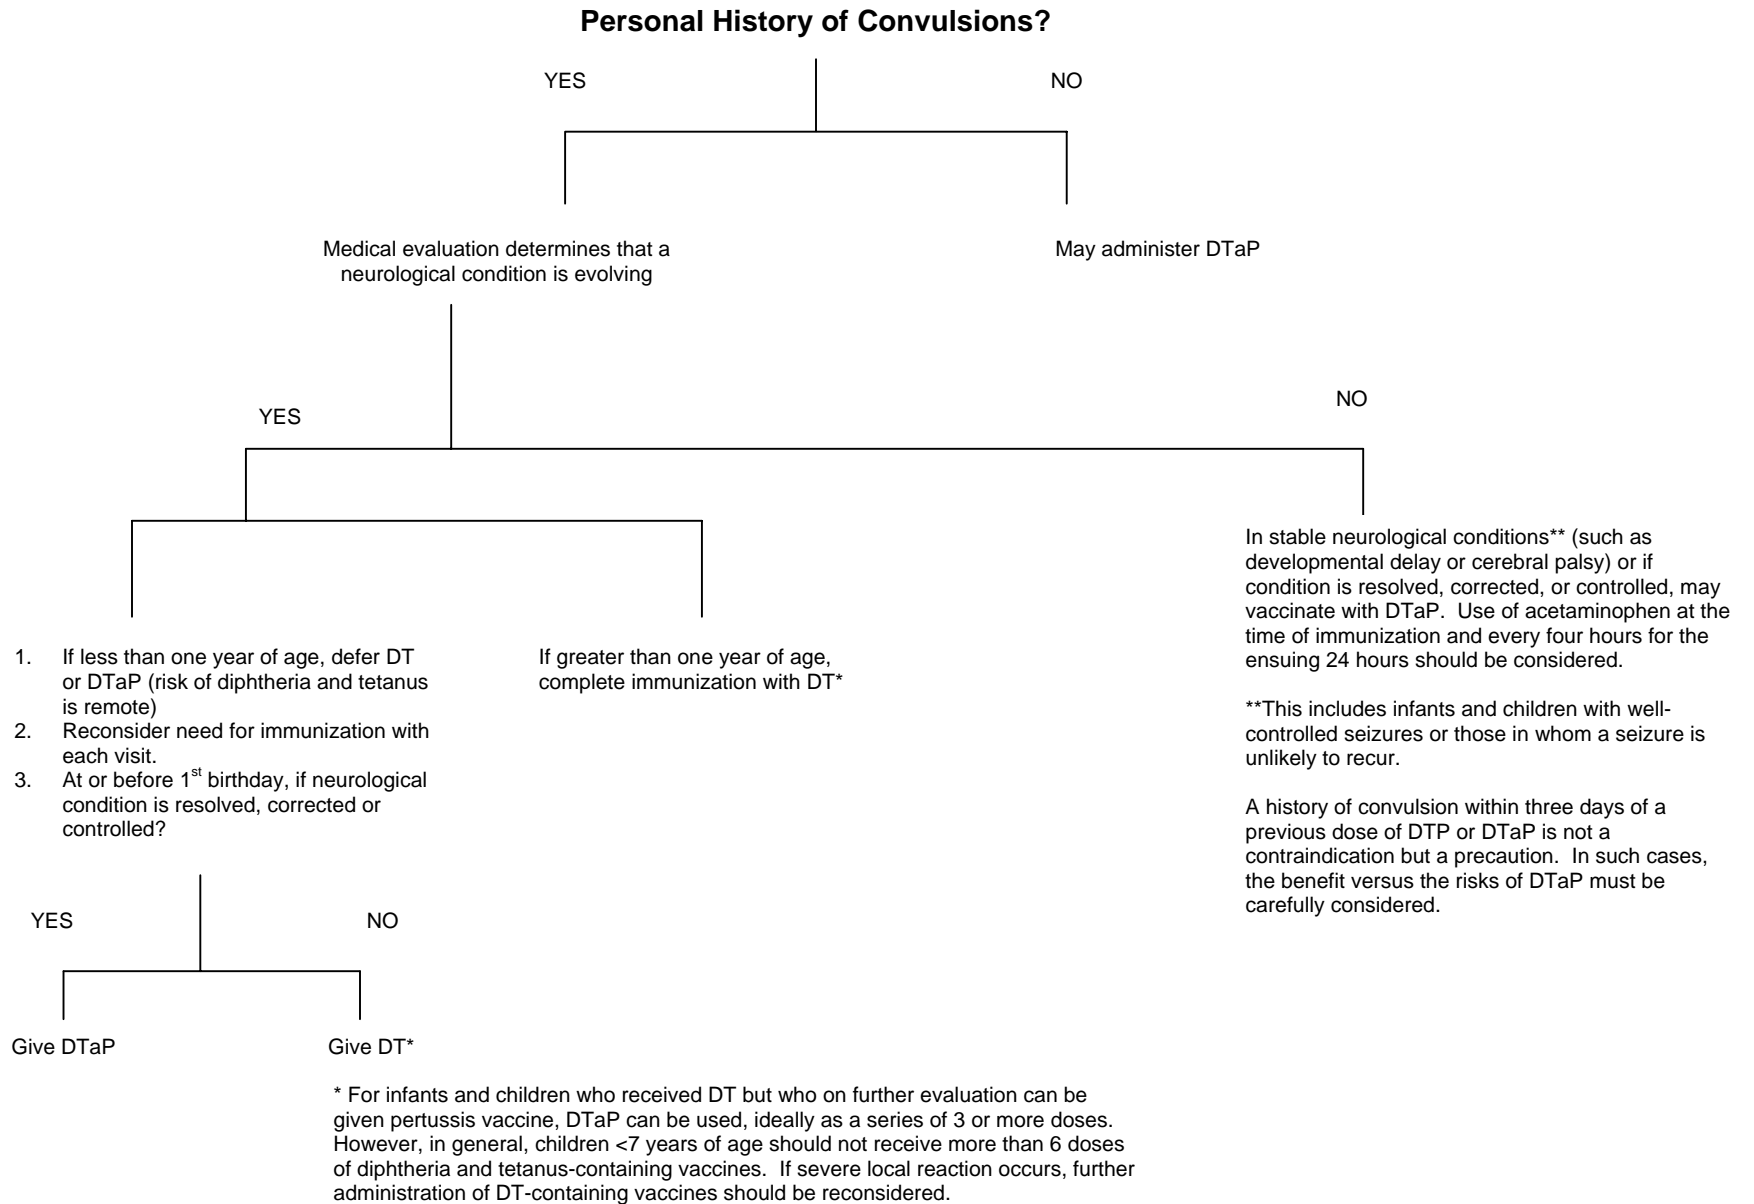 Personal History of Convulsions?
YES
NO
Medical evaluation determines that a
neurological condition is evolving
May administer DTaP
YES
NO
1. If less than one year of age, defer DT
or DTaP (risk of diphtheria and tetanus
is remote)
2. Reconsider need for immunization with
each visit.
3. At or before 1st birthday, if neurological
condition is resolved, corrected or
controlled?
If greater than one year of age,
complete immunization with DT*
In stable neurological conditions** (such as
developmental delay or cerebral palsy) or if
condition is resolved, corrected, or controlled, may
vaccinate with DTaP. Use of acetaminophen at the
time of immunization and every four hours for the
ensuing 24 hours should be considered.
**This includes infants and children with well-
controlled seizures or those in whom a seizure is
unlikely to recur.
A history of convulsion within three days of a
previous dose of DTP or DTaP is not a
contraindication but a precaution. In such cases,
the benefit versus the risks of DTaP must be
carefully considered.
YES
NO
Give DTaP
Give DT*
* For infants and children who received DT but who on further evaluation can be
given pertussis vaccine, DTaP can be used, ideally as a series of 3 or more doses.
However, in general, children <7 years of age should not receive more than 6 doses
of diphtheria and tetanus-containing vaccines. If severe local reaction occurs, further
administration of DT-containing vaccines should be reconsidered.